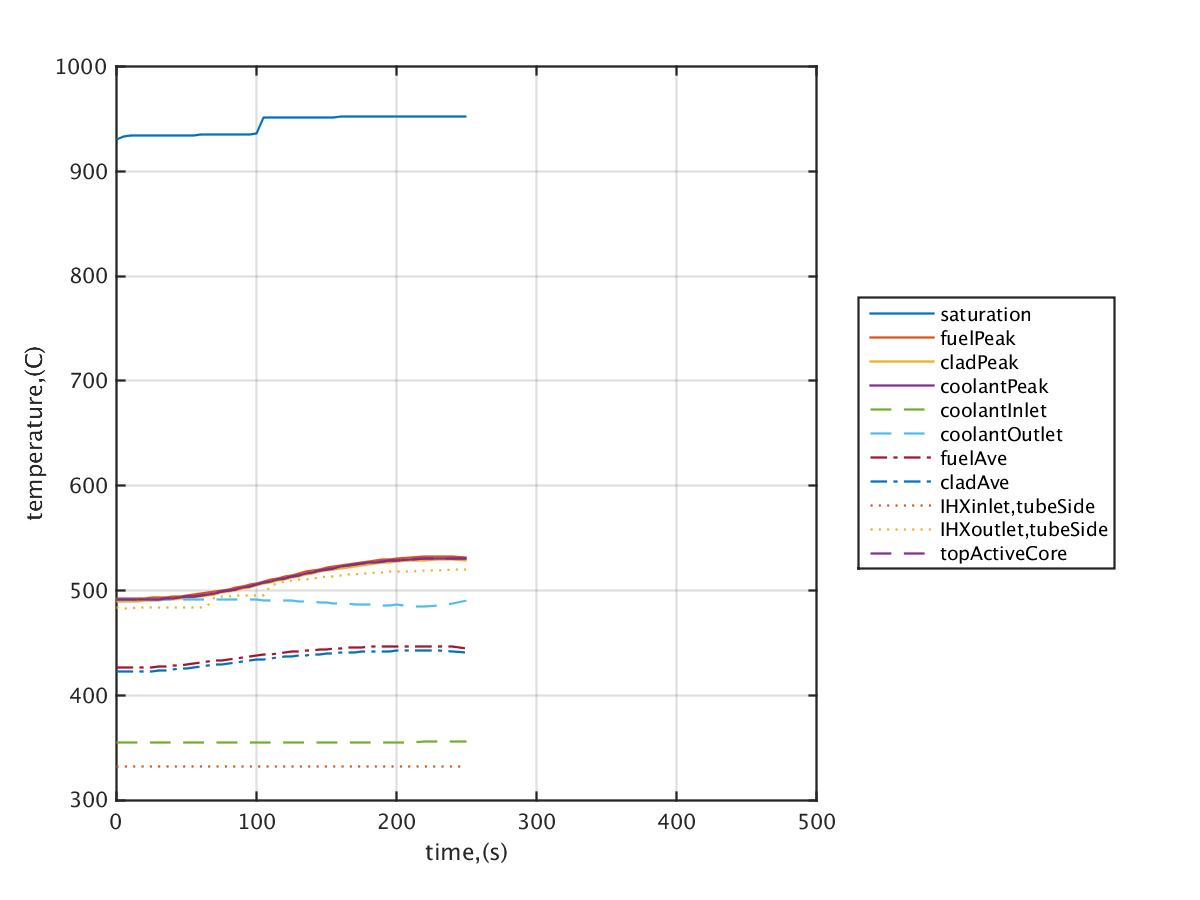 1000
900
800
700
600
500
400
300
temperature,(C)
0 100 200 300 400 500
time,(s)
saturation
fuelPeak
cladPeak
coolantPeak
coolantInlet
coolantOutlet
fuelAve
cladAve
IHXinlet,tubeSide
IHXoutlet,tubeSide
topActiveCore